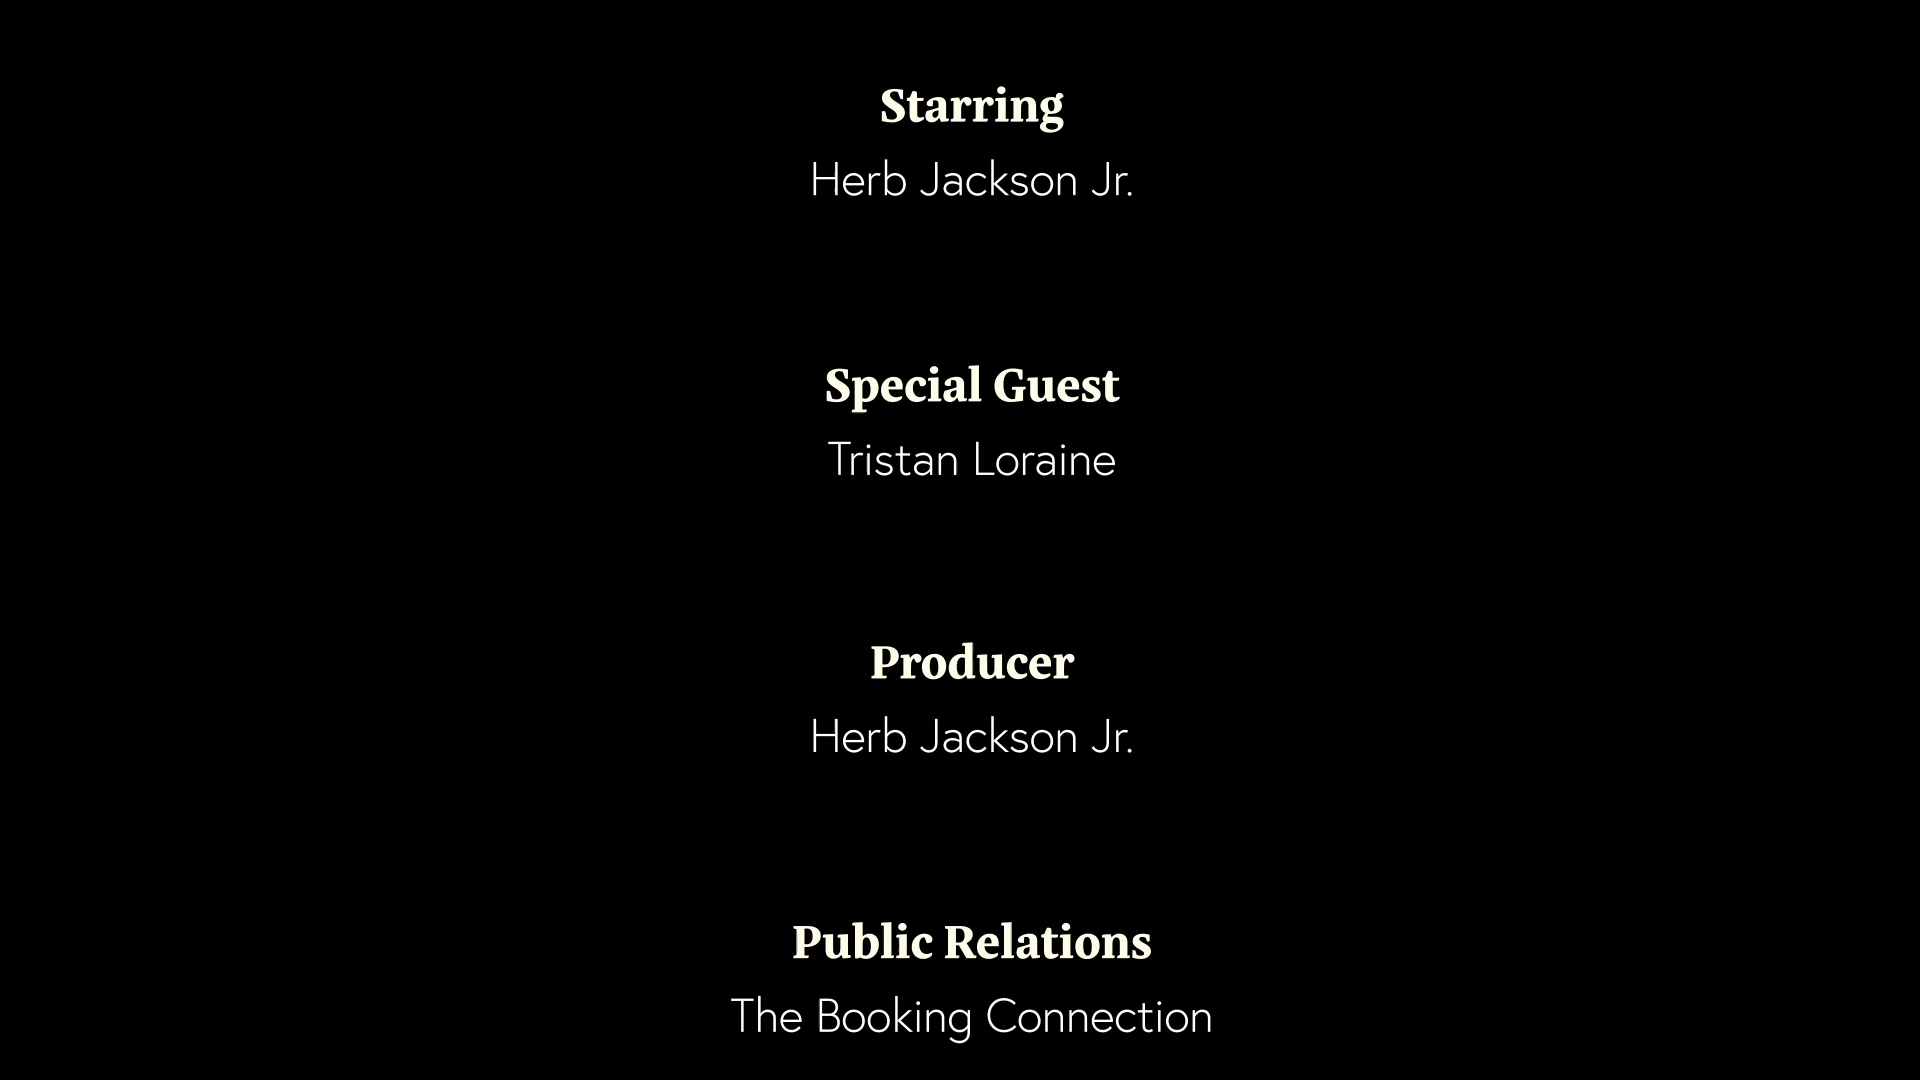 Starring
Herb Jackson Jr.
Special Guest
Tristan Loraine
Producer
Herb Jackson Jr.
Public Relations
The Booking Connection